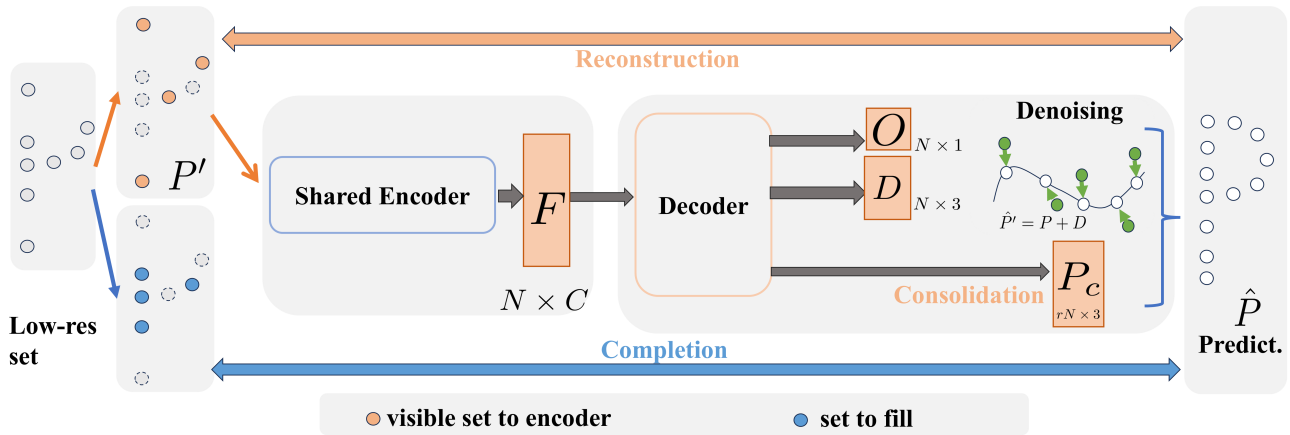 Reconstruction
P'
Shared Encoder
F
N × C
Decoder
O
N × 1
D
N × 3
Denoising
P̂' = P + D
Consolidation
P_c
rN × 3
P̂
Predict.
Low-res
set
Completion
visible set to encoder
set to fill